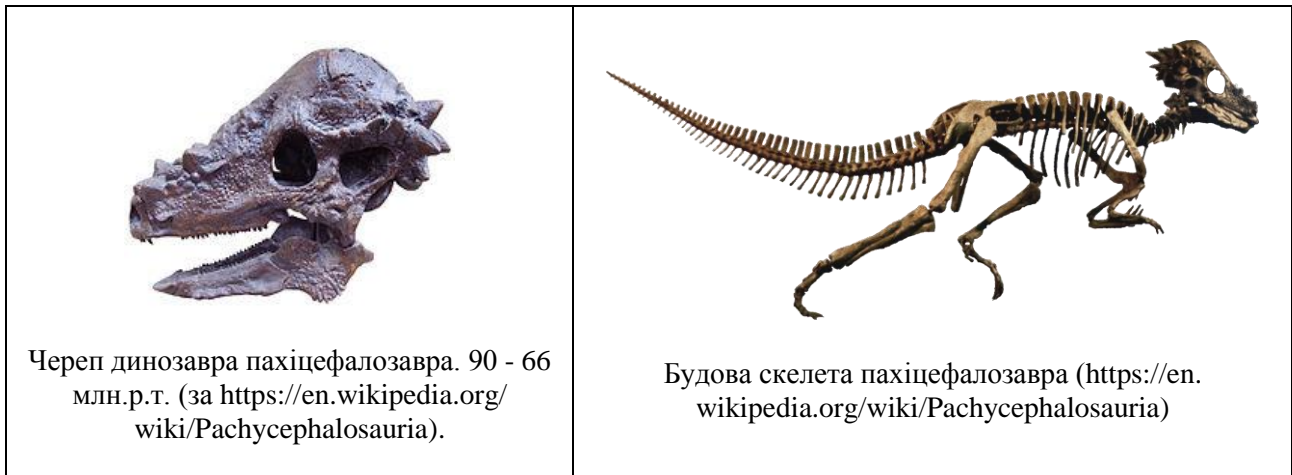 Череп динозавра пахіцефалозавра. 90 - 66
млн.р.т. (за https://en.wikipedia.org/
wiki/Pachycephalosauria).
Будова скелета пахіцефалозавра (https://en.
wikipedia.org/wiki/Pachycephalosauria)